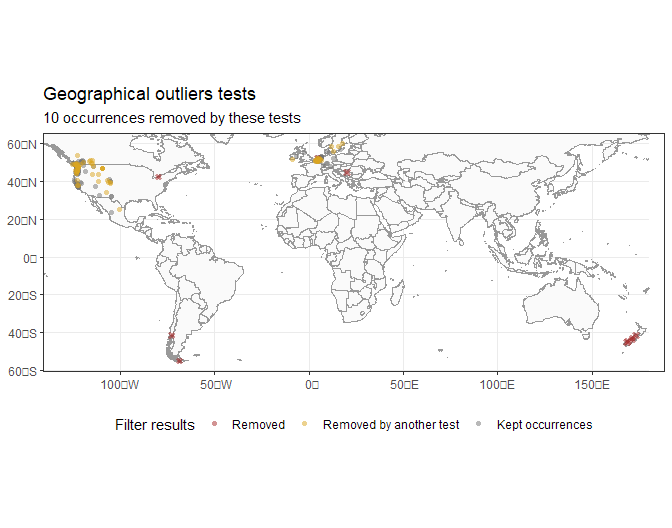 Geographical outliers tests
10 occurrences removed by these tests
60□N
40□N
20□N
0□
20□S
40□S
60□S
100□W 50□W 0□ 50□E 100□E 150□E
Filter results Removed Removed by another test Kept occurrences